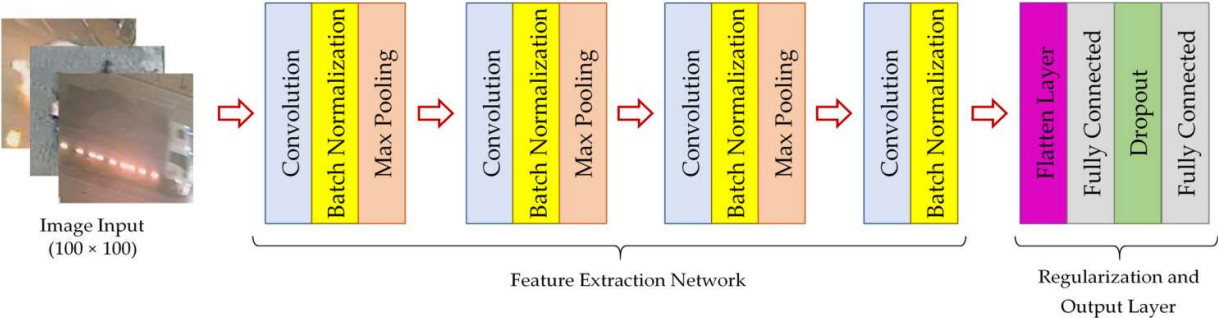 Image Input
(100 × 100)
Convolution
Batch Normalization
Max Pooling
Convolution
Batch Normalization
Max Pooling
Convolution
Batch Normalization
Max Pooling
Convolution
Batch Normalization
Flatten Layer
Fully Connected
Dropout
Fully Connected
Feature Extraction Network
Regularization and
Output Layer